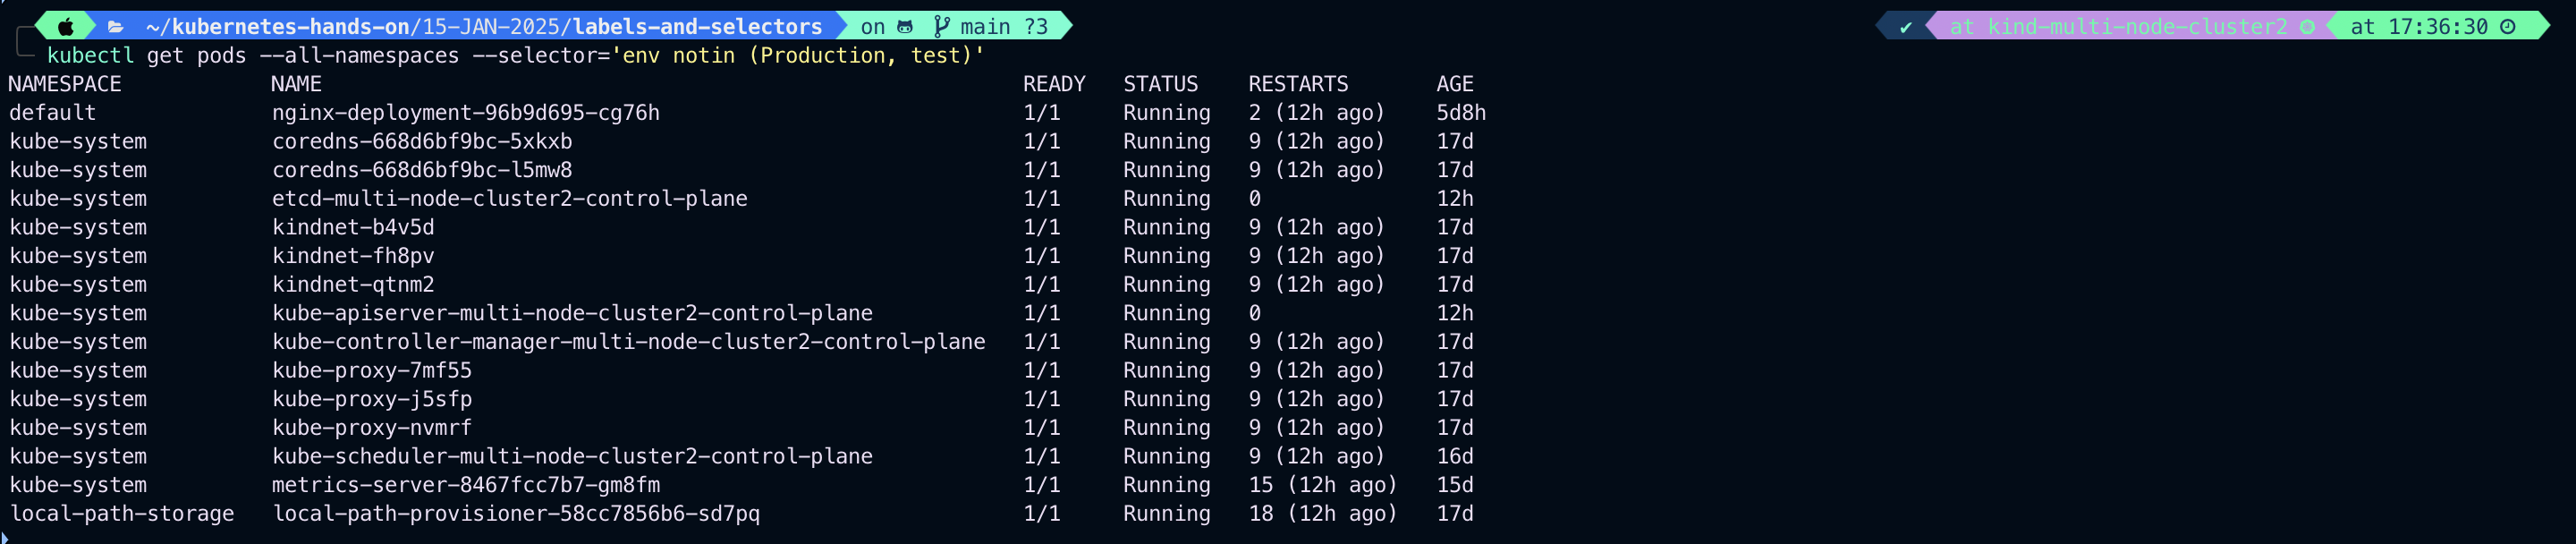 ~/kubernetes-hands-on/15-JAN-2025/labels-and-selectors on main ?3 ✔ at kind-multi-node-cluster2 at 17:36:30
kubectl get pods --all-namespaces --selector='env notin (Production, test)'
NAMESPACE NAME READY STATUS RESTARTS AGE
default nginx-deployment-96b9d695-cg76h 1/1 Running 2 (12h ago) 5d8h
kube-system coredns-668d6bf9bc-5xkxb 1/1 Running 9 (12h ago) 17d
kube-system coredns-668d6bf9bc-l5mw8 1/1 Running 9 (12h ago) 17d
kube-system etcd-multi-node-cluster2-control-plane 1/1 Running 0 12h
kube-system kindnet-b4v5d 1/1 Running 9 (12h ago) 17d
kube-system kindnet-fh8pv 1/1 Running 9 (12h ago) 17d
kube-system kindnet-qtnm2 1/1 Running 9 (12h ago) 17d
kube-system kube-apiserver-multi-node-cluster2-control-plane 1/1 Running 0 12h
kube-system kube-controller-manager-multi-node-cluster2-control-plane 1/1 Running 9 (12h ago) 17d
kube-system kube-proxy-7mf55 1/1 Running 9 (12h ago) 17d
kube-system kube-proxy-j5sfp 1/1 Running 9 (12h ago) 17d
kube-system kube-proxy-nvmrf 1/1 Running 9 (12h ago) 17d
kube-system kube-scheduler-multi-node-cluster2-control-plane 1/1 Running 9 (12h ago) 16d
kube-system metrics-server-8467fcc7b7-gm8fm 1/1 Running 15 (12h ago) 15d
local-path-storage local-path-provisioner-58cc7856b6-sd7pq 1/1 Running 18 (12h ago) 17d